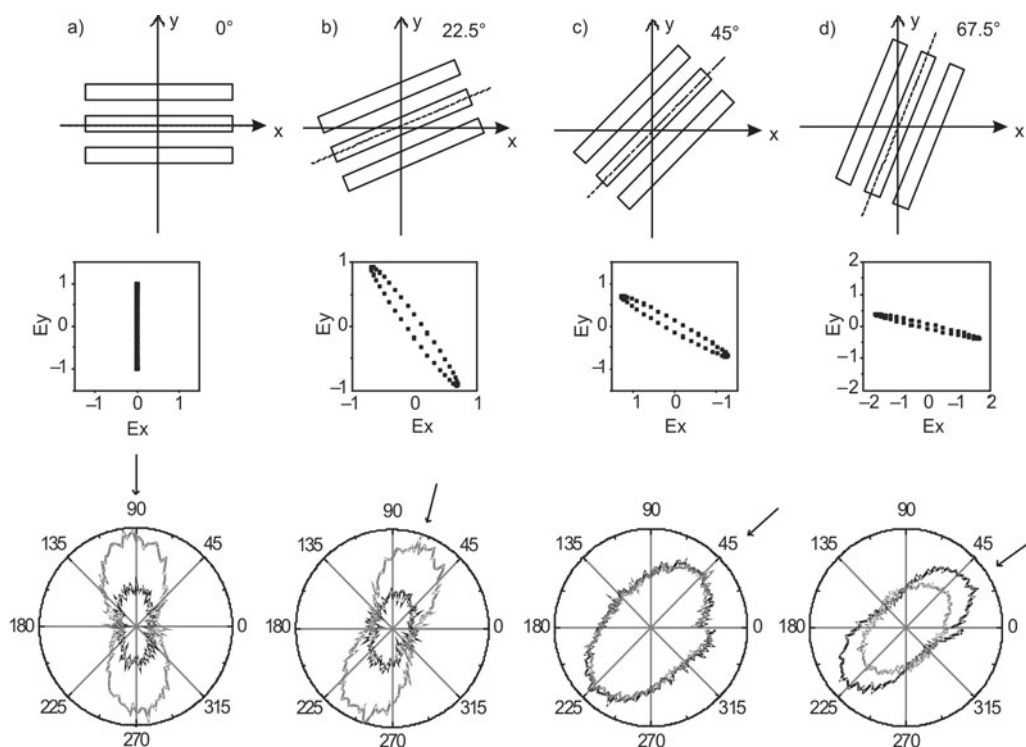 a) y 0° b) y 22.5° c) y 45° d) y 67.5°
x x x x
1 0 –1 Ey –1 0 1 Ex
1 0 –1 Ey –1 0 1 Ex
1 0 –1 Ey 1 0 –1 Ex
2 1 0 –1 –2 Ey –2 –1 0 –1 2 Ex
90 90 90 90
135 45 135 45 135 45 135 45
180 0 180 0 180 0 180 0
225 315 225 315 225 315 225 315
270 270 270 270